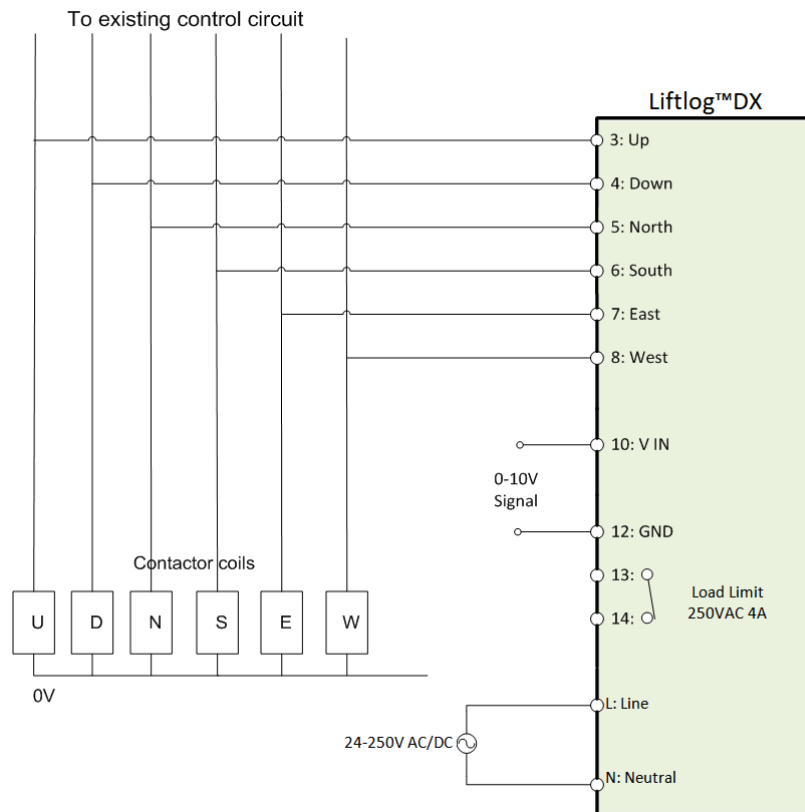 To existing control circuit
Liftlog™DX
3: Up
4: Down
5: North
6: South
7: East
8: West
10: V IN
0-10V
Signal
12: GND
Contactor coils
13:
14:
Load Limit
250VAC 4A
U D N S E W
0V
L: Line
24-250V AC/DC
N: Neutral